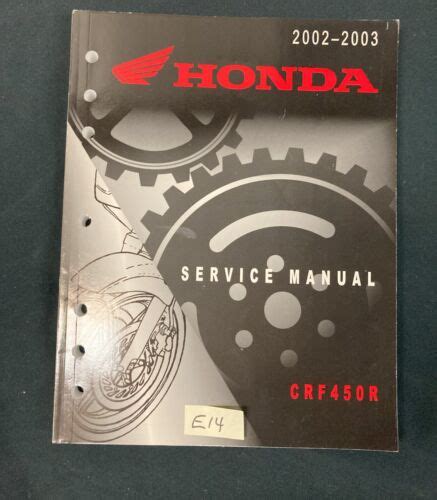 2002-2003
HONDA
SERVICE MANUAL
CRF450R
E14